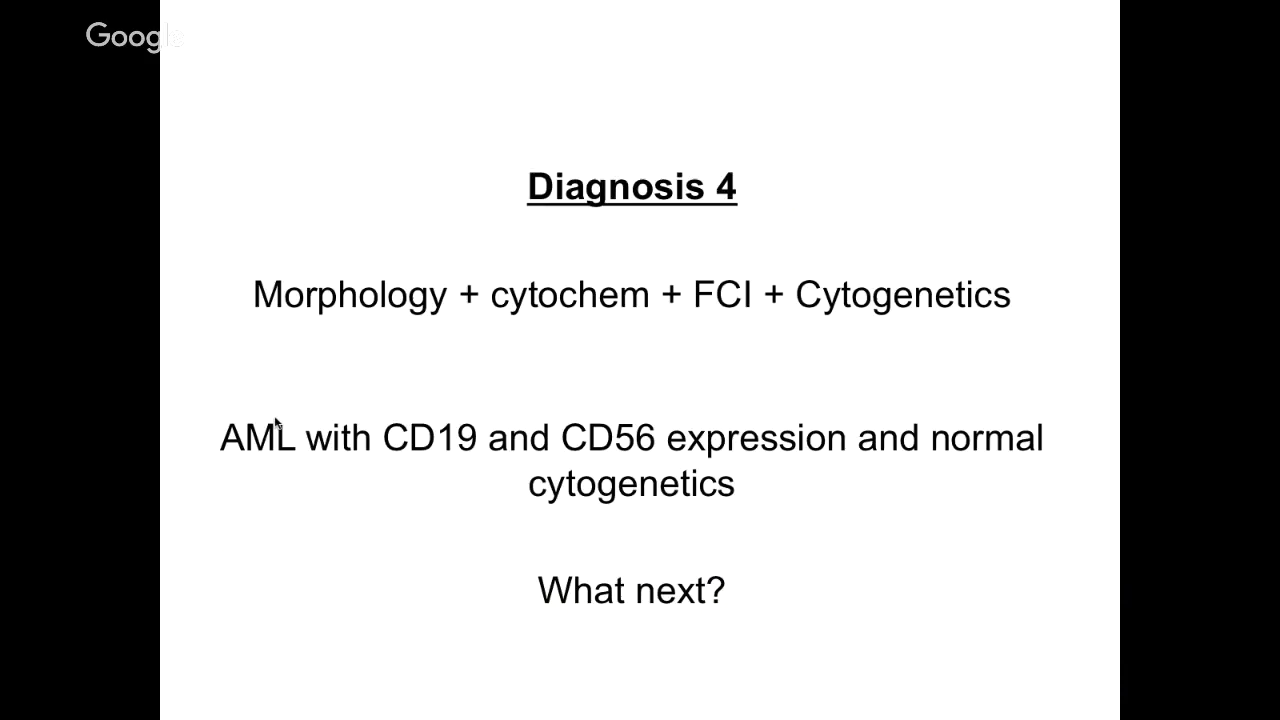 Google
Diagnosis 4
Morphology + cytochem + FCI + Cytogenetics
AML with CD19 and CD56 expression and normal
cytogenetics
What next?